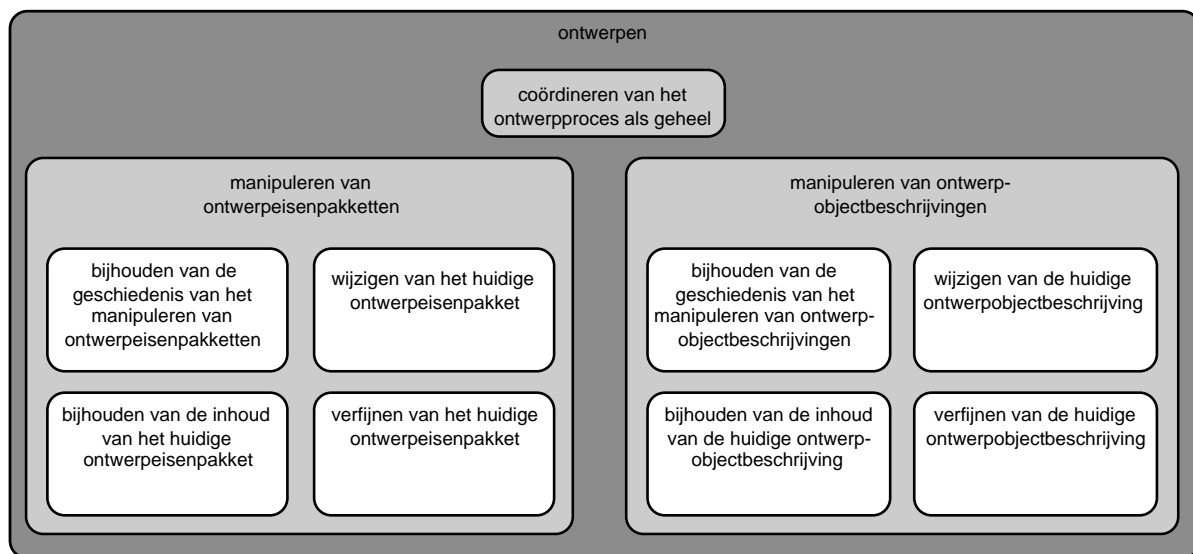 ontwerpen
coördineren van het
ontwerpproces als geheel
manipuleren van
ontwerpeisenpakketten
bijhouden van de
geschiedenis van het
manipuleren van
ontwerpeisenpakketten
wijzigen van het huidige
ontwerpeisenpakket
bijhouden van de inhoud
van het huidige
ontwerpeisenpakket
verfijnen van het huidige
ontwerpeisenpakket
manipuleren van ontwerp-
objectbeschrijvingen
bijhouden van de
geschiedenis van het
manipuleren van ontwerp-
objectbeschrijvingen
wijzigen van de huidige
ontwerpobjectbeschrijving
bijhouden van de inhoud
van de huidige ontwerp-
objectbeschrijving
verfijnen van de huidige
ontwerpobjectbeschrijving